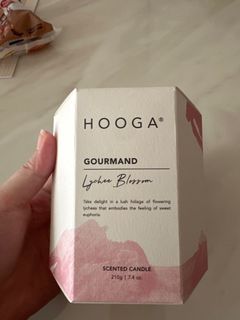 HOOGA®
GOURMAND
Lychee Blossom
Take delight in a lush foliage of flowering
lychees that embodies the feeling of sweet
euphoria.
SCENTED CANDLE
210g | 7.4 oz.